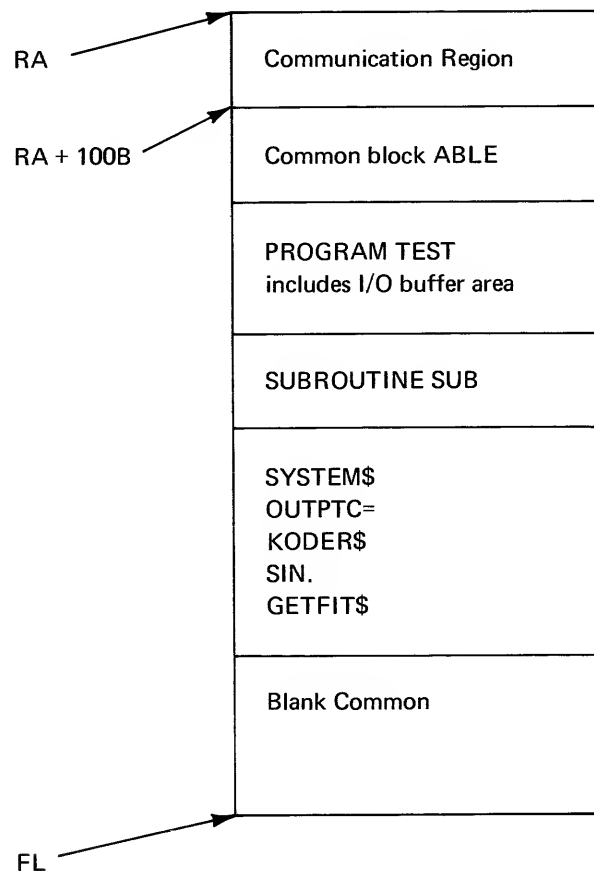 RA
Communication Region
RA + 100B
Common block ABLE
PROGRAM TEST
includes I/O buffer area
SUBROUTINE SUB
SYSTEM$
OUTPTC=
KODER$
SIN.
GETFIT$
Blank Common
FL